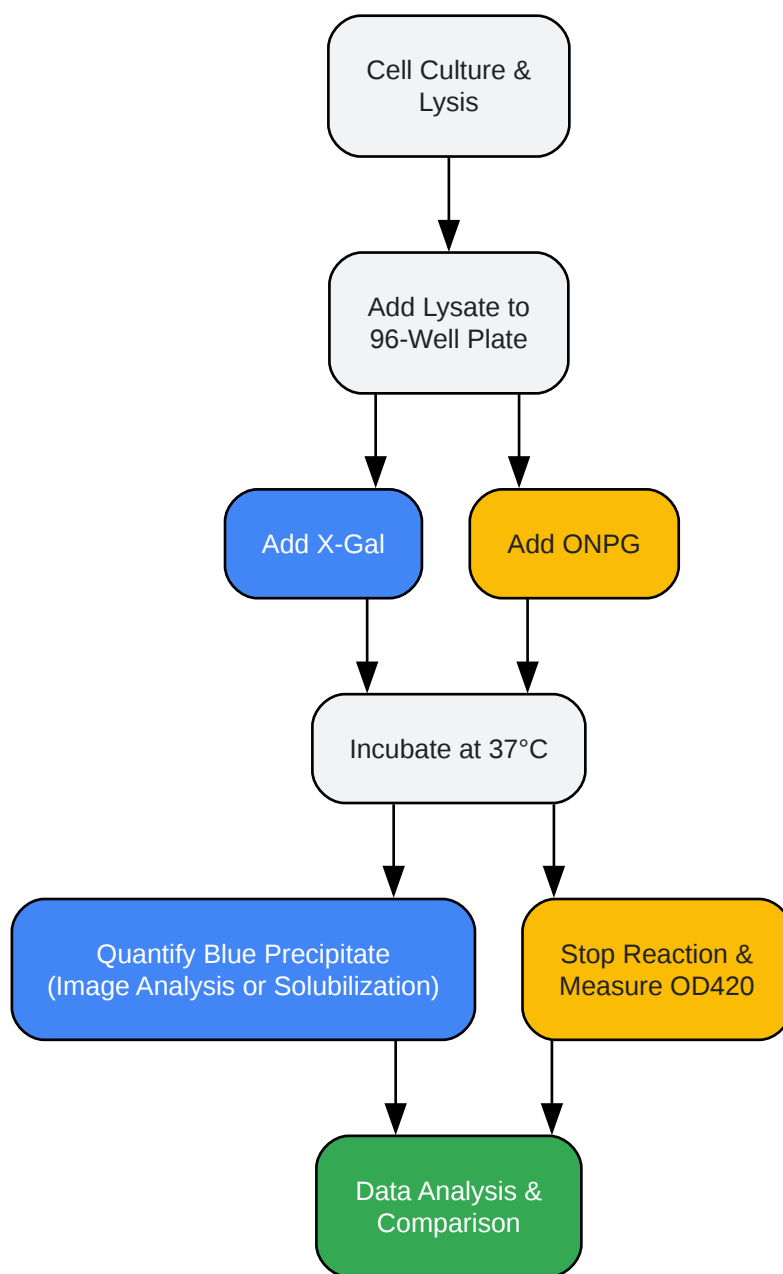 Cell Culture &
Lysis
Add Lysate to
96-Well Plate
Add X-Gal
Add ONPG
Incubate at 37°C
Quantify Blue Precipitate
(Image Analysis or Solubilization)
Stop Reaction &
Measure OD420
Data Analysis &
Comparison